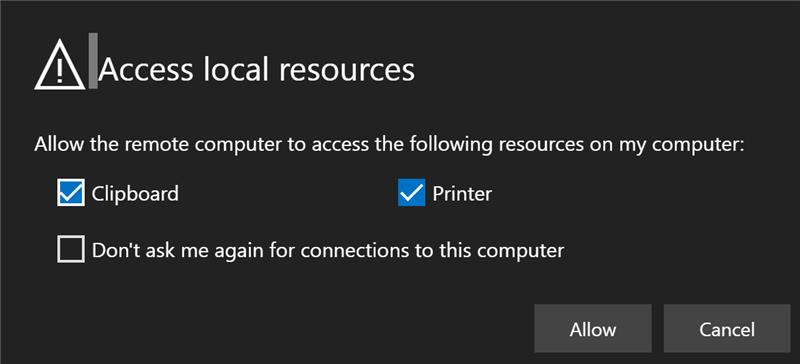 Access local resources
Allow the remote computer to access the following resources on my computer:
Clipboard Printer
Don't ask me again for connections to this computer
Allow Cancel